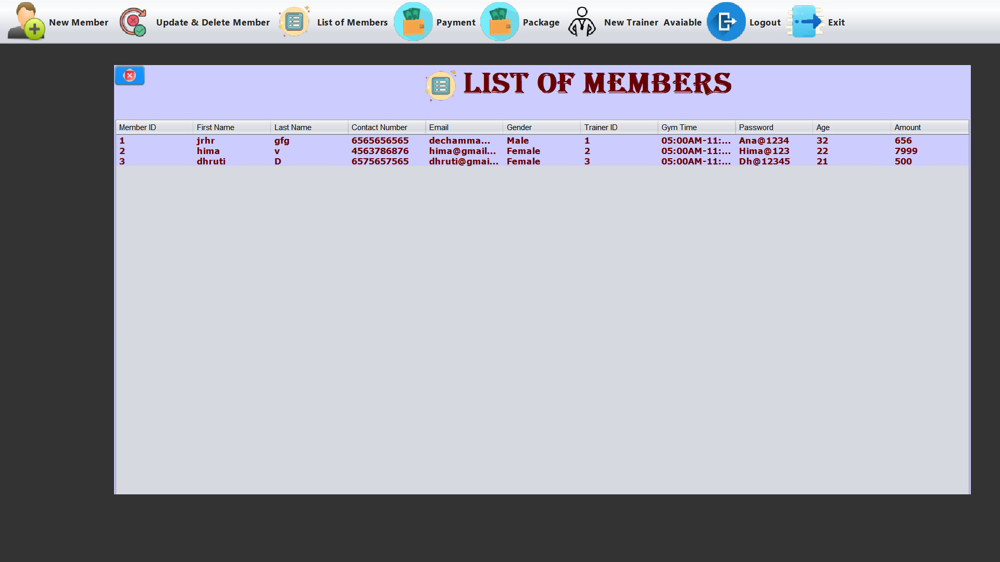 New Member Update & Delete Member List of Members Payment Package New Trainer Avaiable Logout Exit
LIST OF MEMBERS
Member ID First Name Last Name Contact Number Email Gender Trainer ID Gym Time Password Age Amount
1 jrhr gfg 6565656565 dechamma... Male 1 05:00AM-11:... Ana@1234 32 656
2 hima v 4563786876 hima@gmail... Female 2 05:00AM-11:... Hima@123 22 7999
3 dhruti D 6575657565 dhruti@gmai... Female 3 05:00AM-11:... Dh@12345 21 500